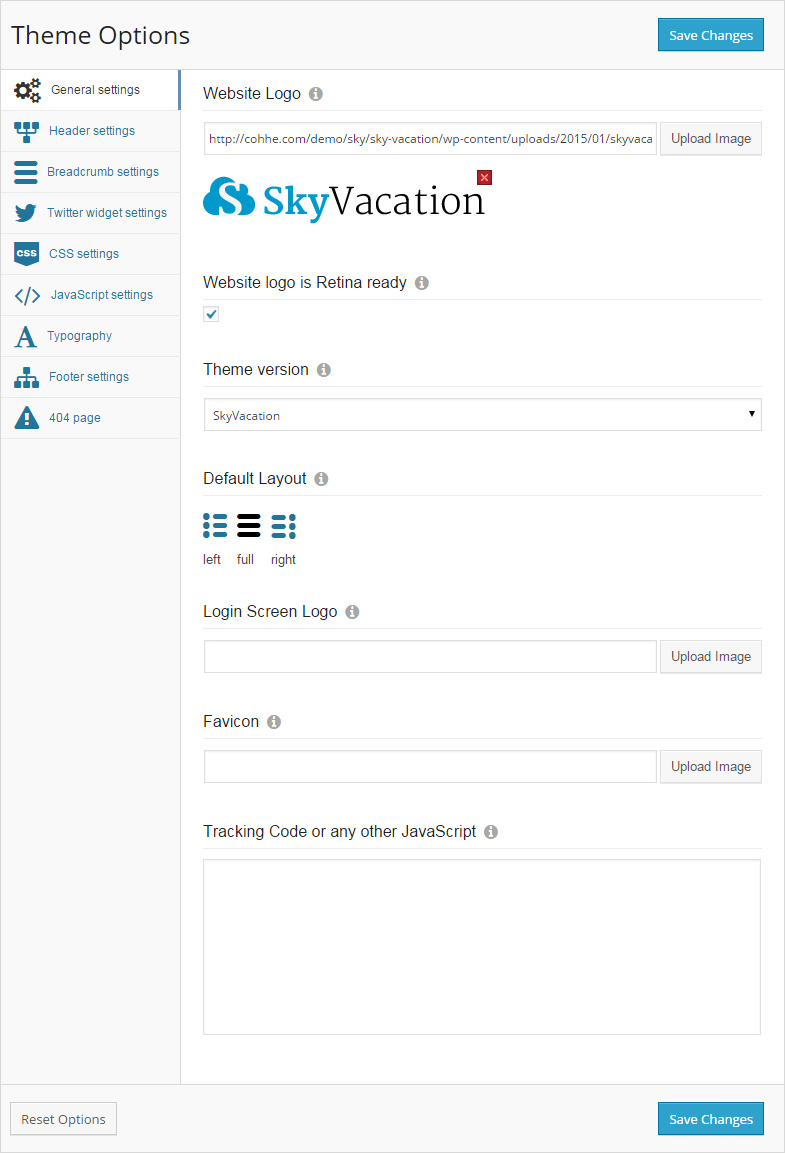 Theme Options
Save Changes
General settings
Header settings
Breadcrumb settings
Twitter widget settings
CSS
CSS settings
JavaScript settings
Typography
Footer settings
404 page
Website Logo
http://cohhe.com/demo/sky/sky-vacation/wp-content/uploads/2015/01/skyvaca
Upload Image
SkyVacation
Website logo is Retina ready
Theme version
SkyVacation
Default Layout
left full right
Login Screen Logo
Upload Image
Favicon
Upload Image
Tracking Code or any other JavaScript
Reset Options
Save Changes